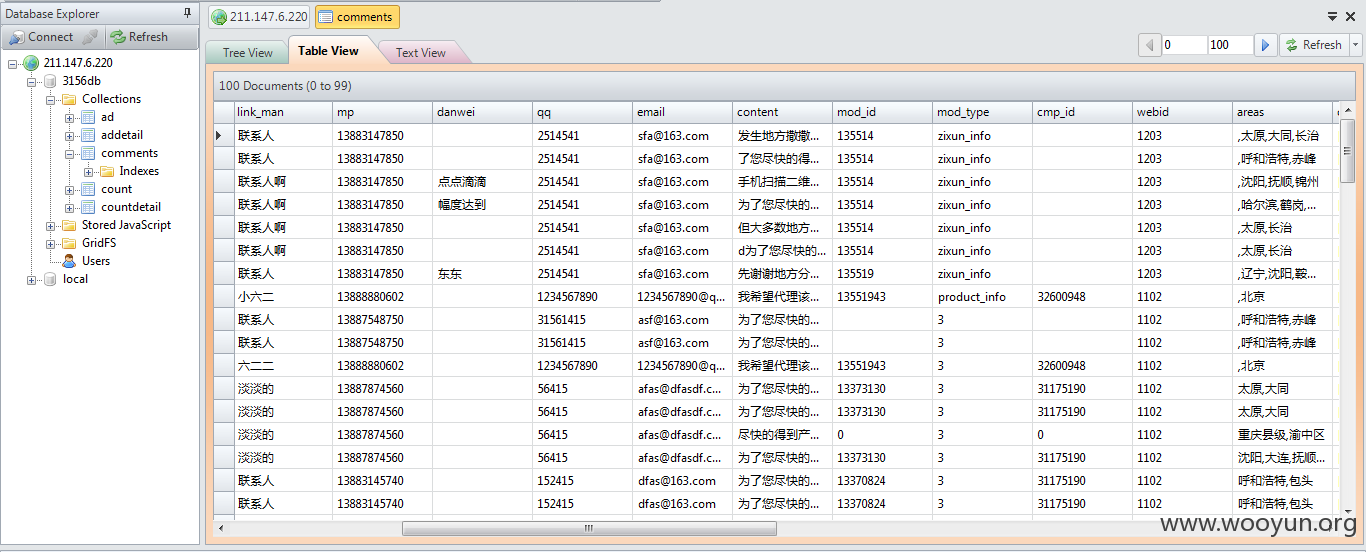 Database Explorer
Connect Refresh
211.147.6.220
3156db
Collections
ad
addetail
comments
Indexes
count
countdetail
Stored JavaScript
GridFS
Users
local
211.147.6.220 comments
Tree View Table View Text View 0 100 Refresh
100 Documents (0 to 99)
link_man mp danwei qq email content mod_id mod_type cmp_id webid areas
联系人 13883147850 2514541 sfa@163.com 发生地方撒撒... 135514 zixun_info 1203 ,太原,大同,长治
联系人 13883147850 2514541 sfa@163.com 了您尽快的得... 135514 zixun_info 1203 ,呼和浩特,赤峰
联系人啊 13883147850 点点滴滴 2514541 sfa@163.com 手机扫描二维... 135514 zixun_info 1203 ,沈阳,抚顺,锦州
联系人啊 13883147850 幅度达到 2514541 sfa@163.com 为了您尽快的... 135514 zixun_info 1203 ,哈尔滨,鹤岗,...
联系人啊 13883147850 2514541 sfa@163.com 但大多数地方... 135514 zixun_info 1203 ,太原,长治
联系人啊 13883147850 2514541 sfa@163.com d为了您尽快的... 135514 zixun_info 1203 ,太原,长治
联系人 13883147850 东东 2514541 sfa@163.com 先谢谢地方分... 135519 zixun_info 1203 ,辽宁,沈阳,鞍...
小六二 13888880602 1234567890 1234567890@q... 我希望代理该... 13551943 product_info 32600948 1102 ,北京
联系人 13887548750 31561415 asf@163.com 为了您尽快的... 3 1102 ,呼和浩特,赤峰
联系人 13887548750 31561415 asf@163.com 为了您尽快的... 3 1102 ,呼和浩特,赤峰
六二二 13888880602 1234567890 1234567890@q... 我希望代理该... 13551943 3 32600948 1102 ,北京
淡淡的 13887874560 56415 afas@dfasdf.c... 为了您尽快的... 13373130 3 31175190 1102 太原,大同
淡淡的 13887874560 56415 afas@dfasdf.c... 为了您尽快的... 13373130 3 31175190 1102 太原,大同
淡淡的 13887874560 56415 afas@dfasdf.c... 尽快的得到产... 0 3 0 1102 重庆县级,渝中区
淡淡的 13887874560 56415 afas@dfasdf.c... 为了您尽快的... 13373130 3 31175190 1102 沈阳,大连,抚顺...
联系人 13883145740 152415 dfas@163.com 为了您尽快的... 13370824 3 31175190 1102 呼和浩特,包头
联系人 13883145740 152415 dfas@163.com 为了您尽快的... 13370824 3 31175190 1102 呼和浩特,包头
www.wooyun.org